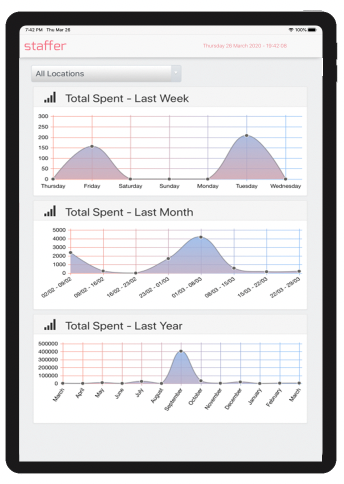 7:42 PM Thu Mar 26 100%
staffer
Thursday 26 March 2020 - 19:42:08
All Locations
Total Spent - Last Week
300
250
200
150
100
50
0
Thursday Friday Saturday Sunday Monday Tuesday Wednesday
Total Spent - Last Month
5000
4000
3000
2000
1000
0
02/02 - 09/02 09/02 - 16/02 16/02 - 23/02 23/02 - 01/03 01/03 - 08/03 08/03 - 15/03 15/03 - 22/03 22/03 - 29/03
Total Spent - Last Year
500000
400000
300000
200000
100000
0
March April May June July August September October November December January February March